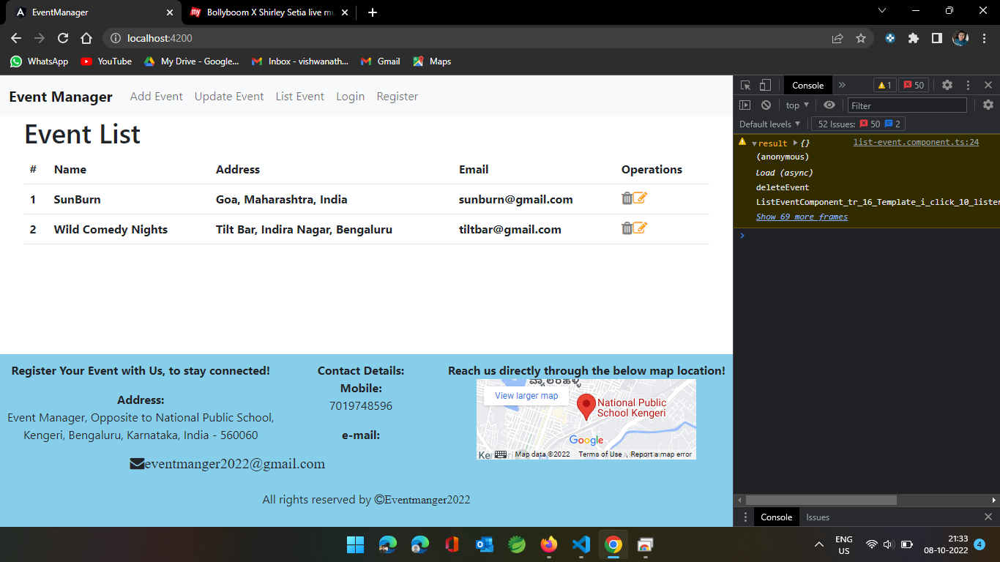 EventManager
Bollyboom X Shirley Setia live mu
localhost:4200
WhatsApp YouTube My Drive - Google... Inbox - vishwanath... Gmail Maps
Event Manager Add Event Update Event List Event Login Register
Event List
# Name Address Email Operations
1 SunBurn Goa, Maharashtra, India sunburn@gmail.com
2 Wild Comedy Nights Tilt Bar, Indira Nagar, Bengaluru tiltbar@gmail.com
Register Your Event with Us, to stay connected!
Address:
Event Manager, Opposite to National Public School,
Kengeri, Bengaluru, Karnataka, India - 560060
Contact Details:
Mobile:
7019748596
e-mail:
eventmanger2022@gmail.com
Reach us directly through the below map location!
View larger map
National Public
School Kengeri
Google
Map data ©2022 Terms of Use Report a map error
All rights reserved by ©Eventmanger2022
Console 1 50
top Filter
Default levels 52 Issues: 50 2
result {} list-event.component.ts:24
(anonymous)
load (async)
deleteEvent
ListEventComponent_tr_16_Template_i_click_10_listen
Show 69 more frames
Console Issues
ENG
US
21:33
08-10-2022
4